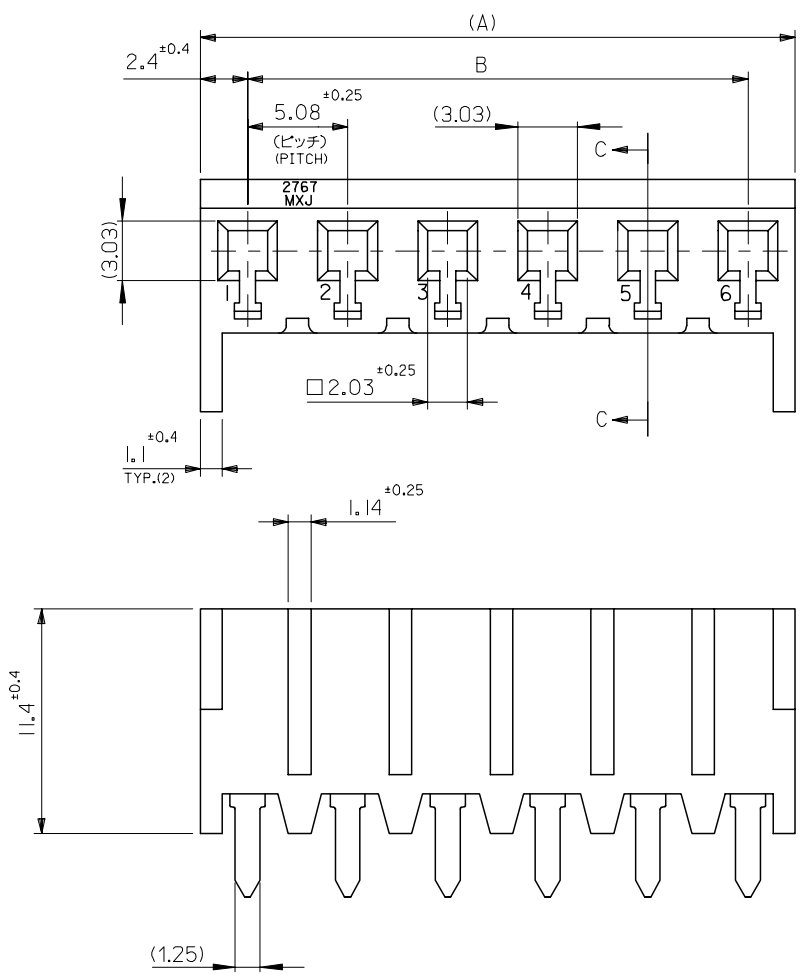 (A)
2.4 ±0.4
B
5.08 ±0.25
(ピッチ)
(PITCH)
(3.03)
C
2767
MXJ
(3.03)
1 2 3 4 5 6
□2.03 ±0.25
C
1.1 ±0.4
TYP.(2)
1.14 ±0.25
11.4 ±0.4
(1.25)